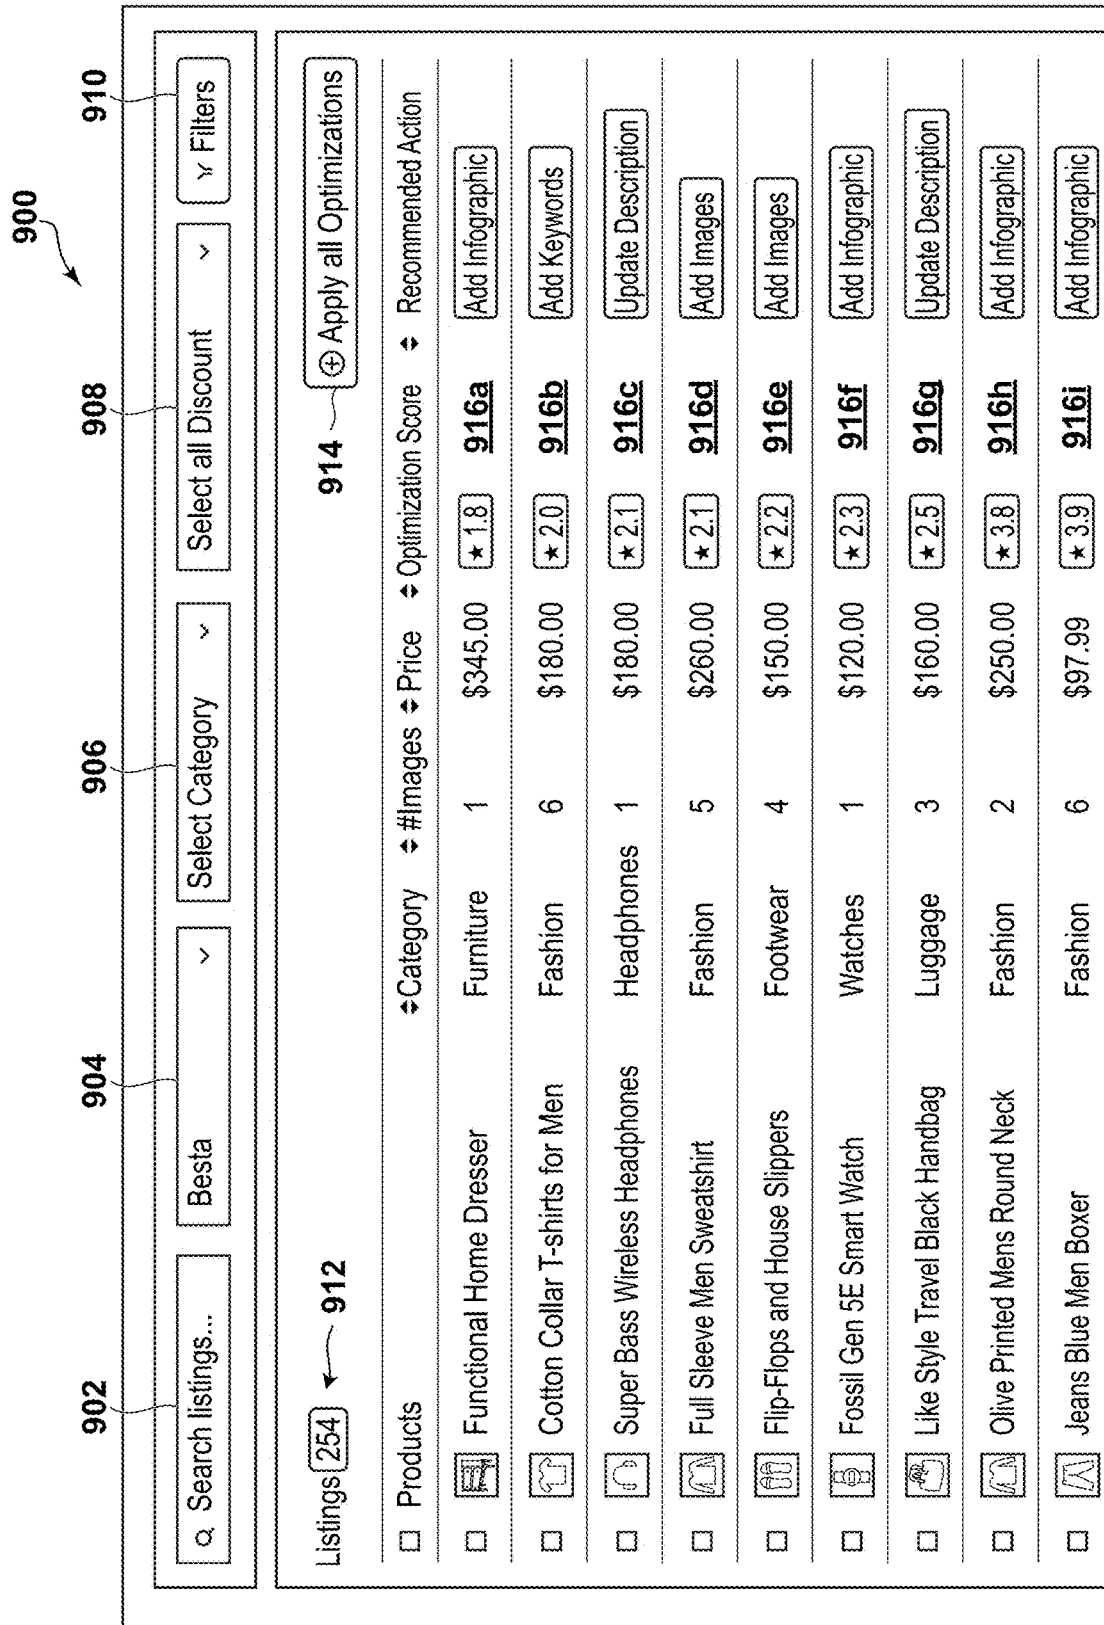 900
902 904 906 908 910
Search listings... Besta Select Category Select all Discount Filters
Listings 254 912 914 Apply all Optimizations
Products Category #Images Price Optimization Score Recommended Action
Functional Home Dresser Furniture 1 $345.00 ★ 1.8 916a Add Infographic
Cotton Collar T-shirts for Men Fashion 6 $180.00 ★ 2.0 916b Add Keywords
Super Bass Wireless Headphones Headphones 1 $180.00 ★ 2.1 916c Update Description
Full Sleeve Men Sweatshirt Fashion 5 $260.00 ★ 2.1 916d Add Images
Flip-Flops and House Slippers Footwear 4 $150.00 ★ 2.2 916e Add Images
Fossil Gen 5E Smart Watch Watches 1 $120.00 ★ 2.3 916f Add Infographic
Like Style Travel Black Handbag Luggage 3 $160.00 ★ 2.5 916g Update Description
Olive Printed Mens Round Neck Fashion 2 $250.00 ★ 3.8 916h Add Infographic
Jeans Blue Men Boxer Fashion 6 $97.99 ★ 3.9 916i Add Infographic